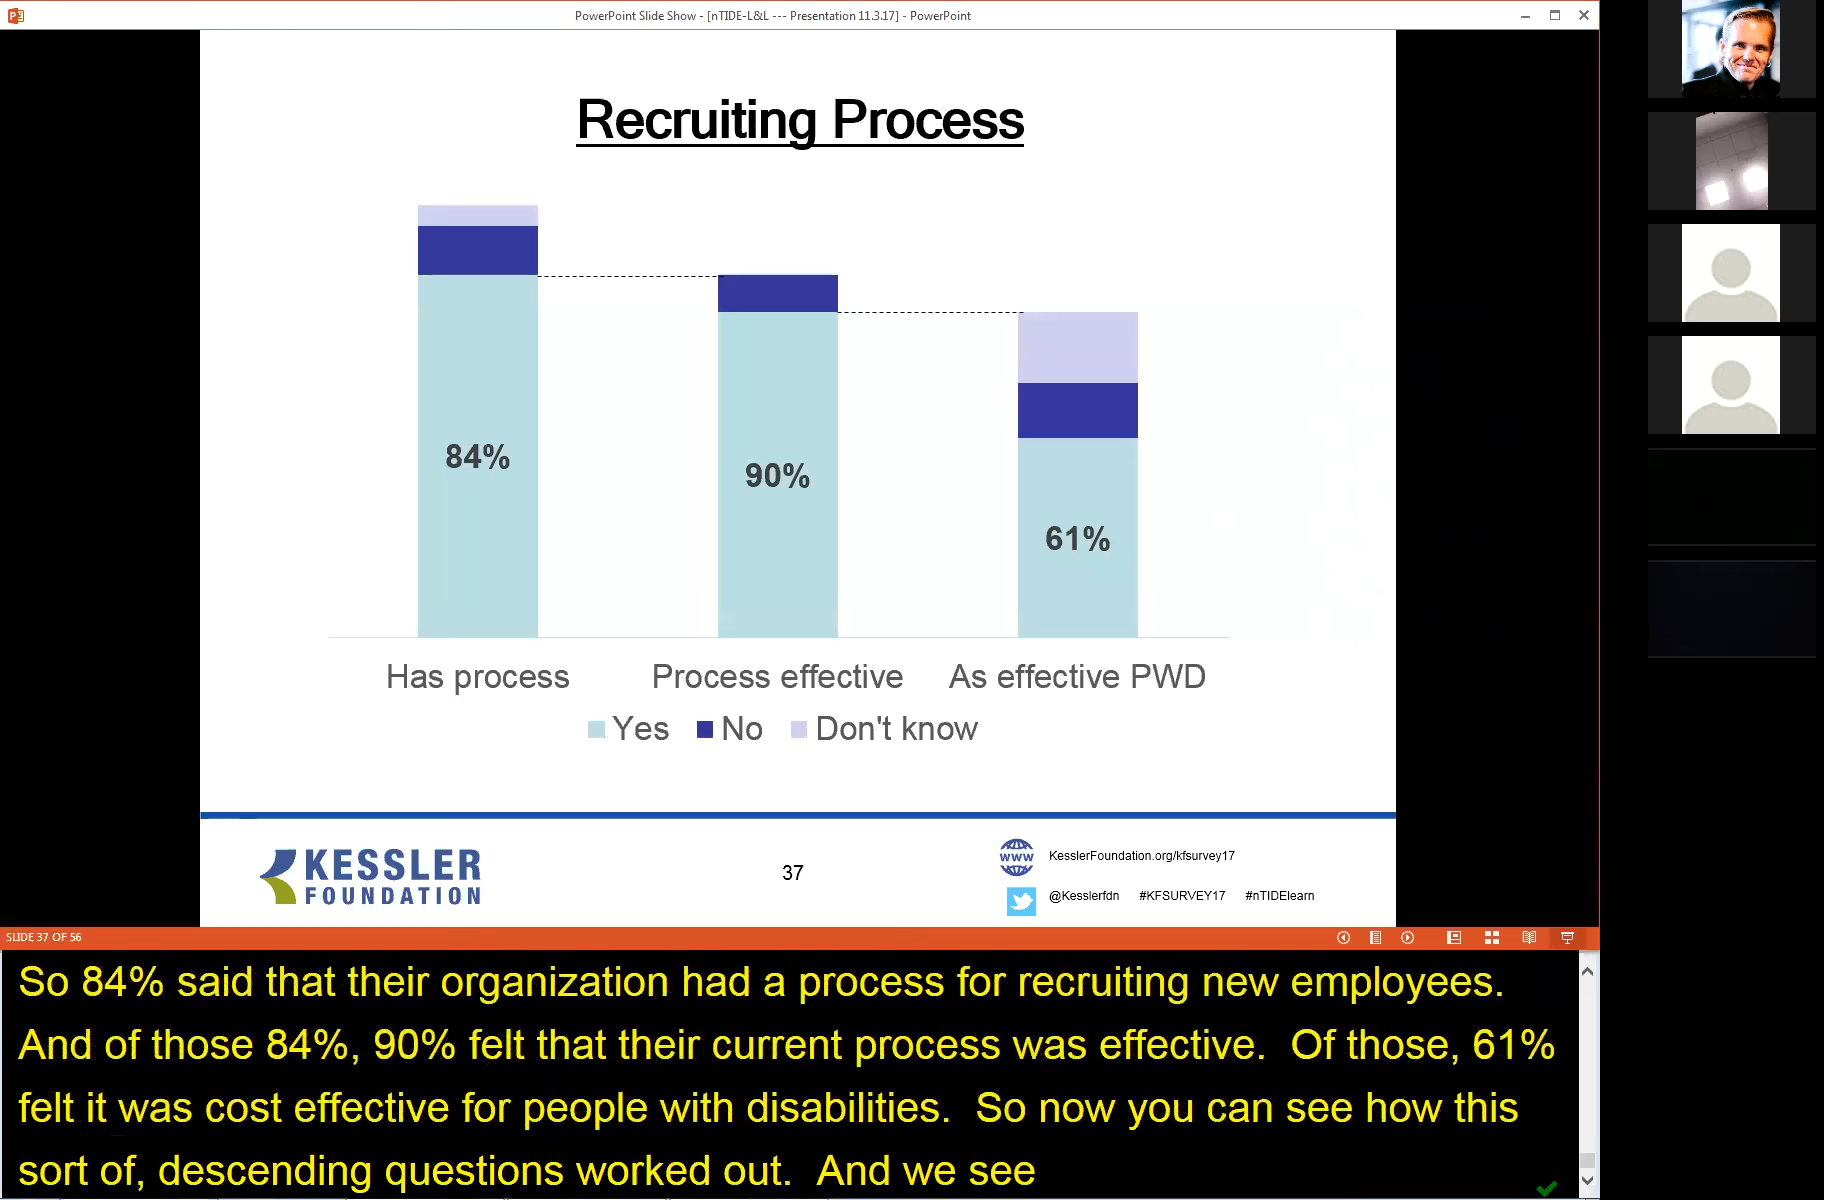 PowerPoint Slide Show - [nTIDE-L&L --- Presentation 11.3.17] - PowerPoint
Recruiting Process
84%
90%
61%
Has process
Process effective
As effective PWD
Yes
No
Don't know
KESSLER
FOUNDATION
37
www
KesslerFoundation.org/kfsurvey17
@Kesslerfdn #KFSURVEY17 #nTIDElearn
SLIDE 37 OF 56
So 84% said that their organization had a process for recruiting new employees.
And of those 84%, 90% felt that their current process was effective. Of those, 61%
felt it was cost effective for people with disabilities. So now you can see how this
sort of, descending questions worked out. And we see